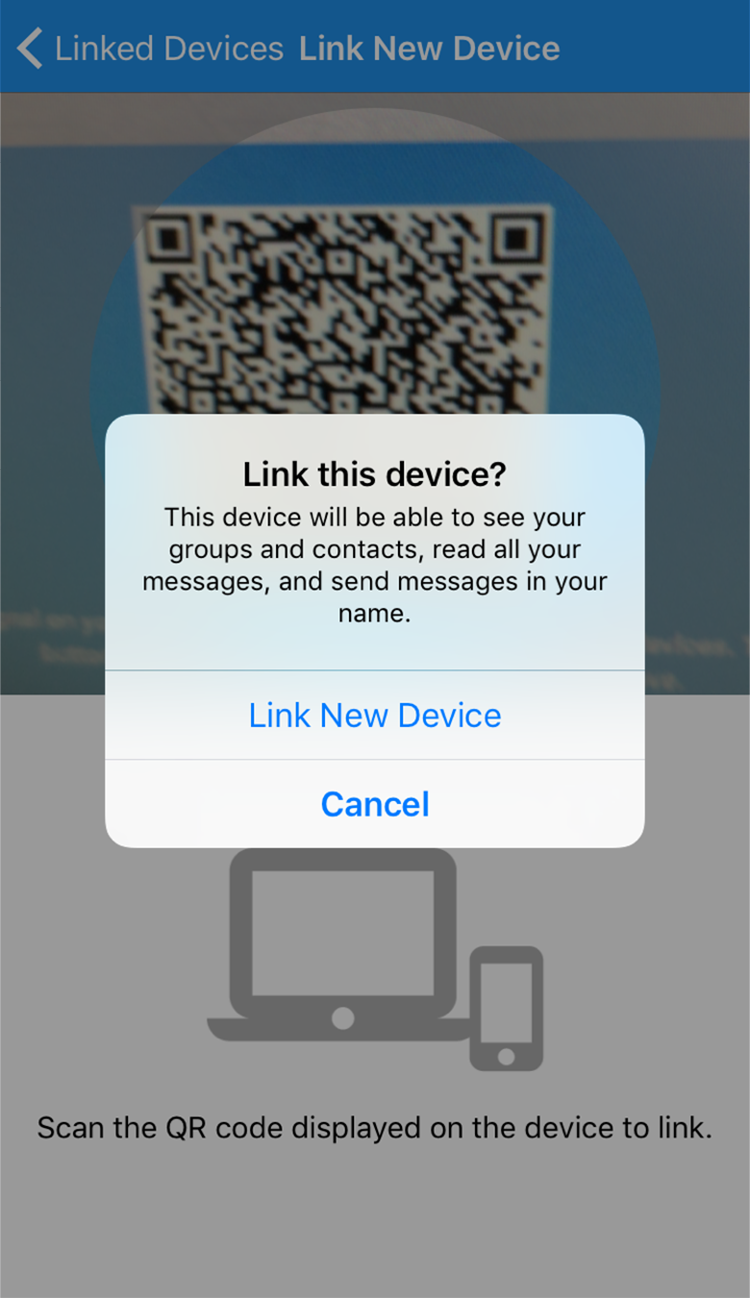 Linked Devices Link New Device
Link this device?
This device will be able to see your
groups and contacts, read all your
messages, and send messages in your
name.
Link New Device
Cancel
Scan the QR code displayed on the device to link.